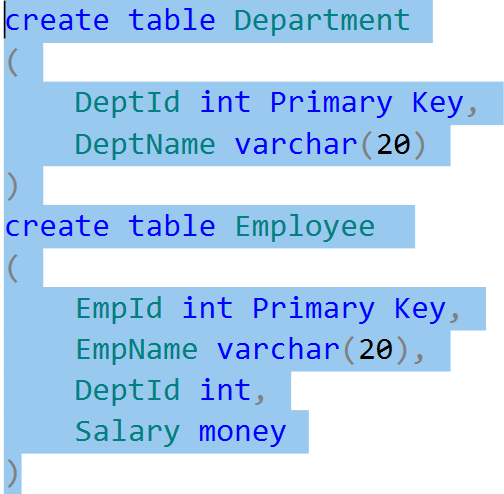 create table Department
(
    DeptId int Primary Key,
    DeptName varchar(20)
)
create table Employee
(
    EmpId int Primary Key,
    EmpName varchar(20),
    DeptId int,
    Salary money
)